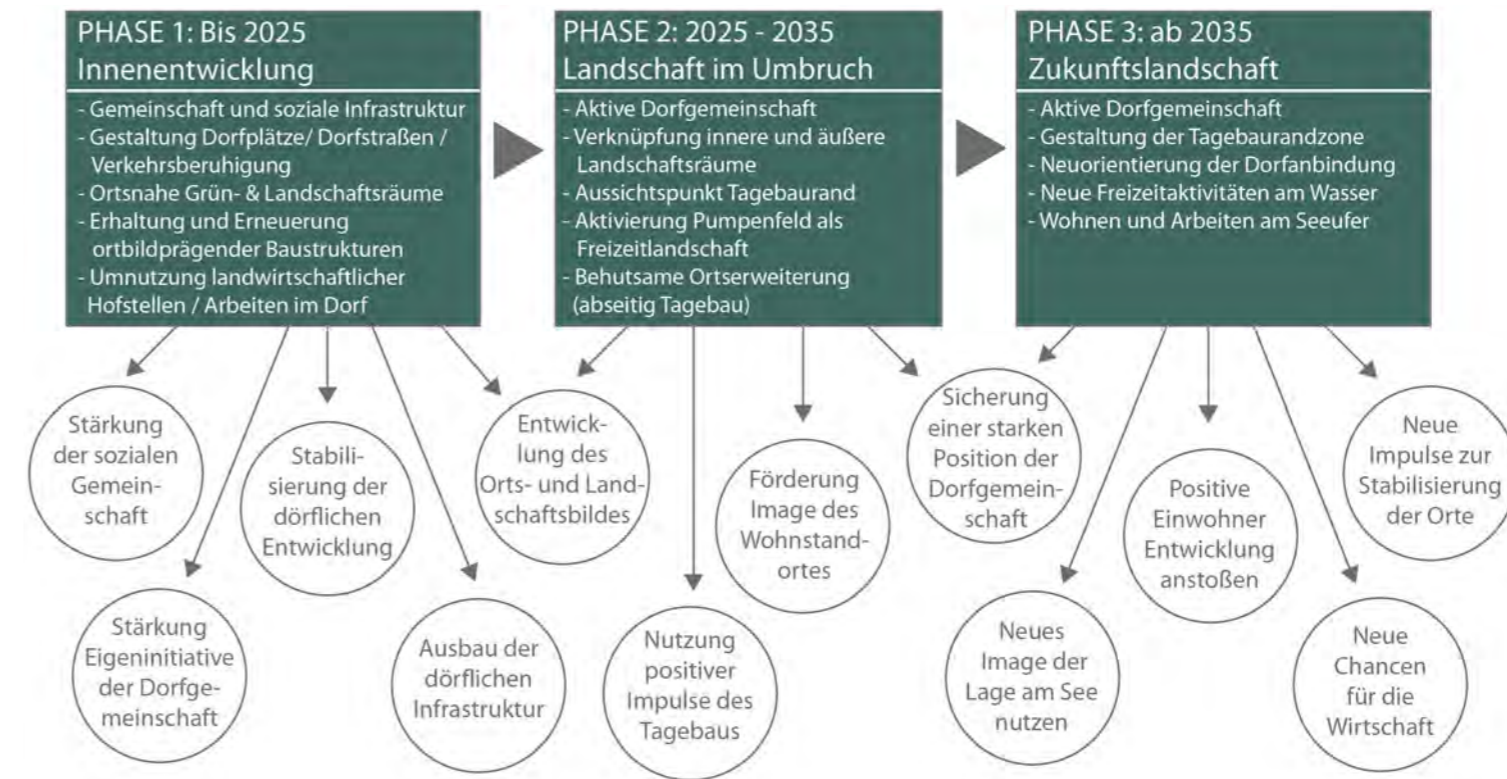 PHASE 1: Bis 2025
Innenentwicklung
- Gemeinschaft und soziale Infrastruktur
- Gestaltung Dorfplätze/ Dorfstraßen /
Verkehrsberuhigung
- Ortsnahe Grün- & Landschaftsräume
- Erhaltung und Erneuerung
ortbildprägender Baustrukturen
- Umnutzung landwirtschaftlicher
Hofstellen / Arbeiten im Dorf
PHASE 2: 2025 - 2035
Landschaft im Umbruch
- Aktive Dorfgemeinschaft
- Verknüpfung innere und äußere
Landschaftsräume
- Aussichtspunkt Tagebaurand
- Aktivierung Pumpenfeld als
Freizeitlandschaft
- Behutsame Ortserweiterung
(abseitig Tagebau)
PHASE 3: ab 2035
Zukunftslandschaft
- Aktive Dorfgemeinschaft
- Gestaltung der Tagebaurandzone
- Neuorientierung der Dorfanbindung
- Neue Freizeitaktivitäten am Wasser
- Wohnen und Arbeiten am Seeufer
Stärkung
der sozialen
Gemein-
schaft
Stärkung
Eigeninitiative
der Dorfge-
meinschaft
Stabili-
sierung der
dörflichen
Entwicklung
Ausbau der
dörflichen
Infrastruktur
Entwick-
lung des
Orts- und Land-
schaftsbildes
Nutzung
positiver
Impulse des
Tagebaus
Förderung
Image des
Wohnstand-
ortes
Sicherung
einer starken
Position der
Dorfgemein-
schaft
Neues
Image der
Lage am See
nutzen
Positive
Einwohner
Entwicklung
anstoßen
Neue
Chancen
für die
Wirtschaft
Neue
Impulse zur
Stabilisierung
der Orte